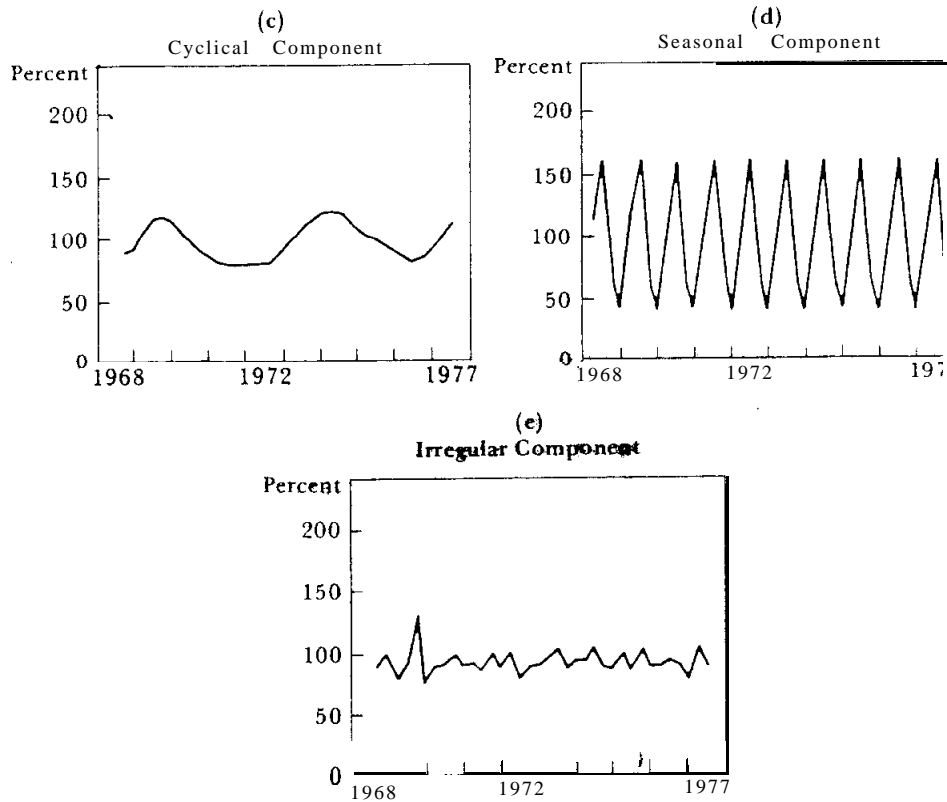 (c)
Cyclical Component
Percent
200
150
100
50
0
1968 1972 1977
(d)
Seasonal Component
Percent
200
150
100
50
0
1968 1972 197
(e)
Irregular Component
Percent
200
150
100
50
0
1968 1972 1977